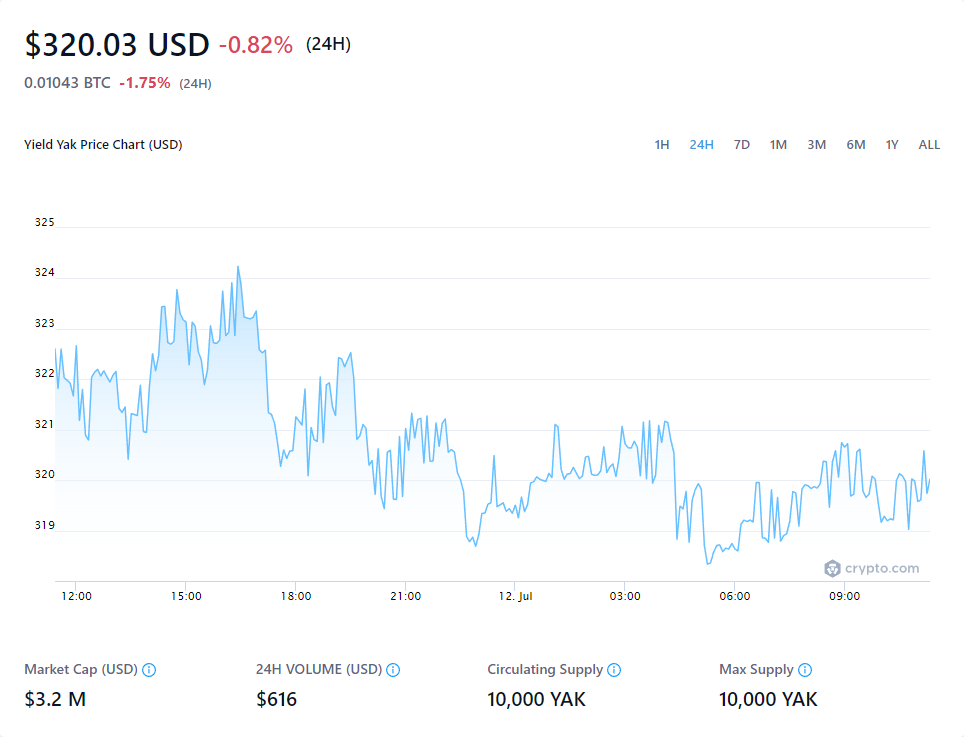 $320.03 USD -0.82% (24H)
0.01043 BTC -1.75% (24H)
Yield Yak Price Chart (USD) 1H 24H 7D 1M 3M 6M 1Y ALL
325
324
323
322
321
320
319
crypto.com
12:00 15:00 18:00 21:00 12. Jul 03:00 06:00 09:00
Market Cap (USD) 24H VOLUME (USD) Circulating Supply Max Supply
$3.2 M $616 10,000 YAK 10,000 YAK